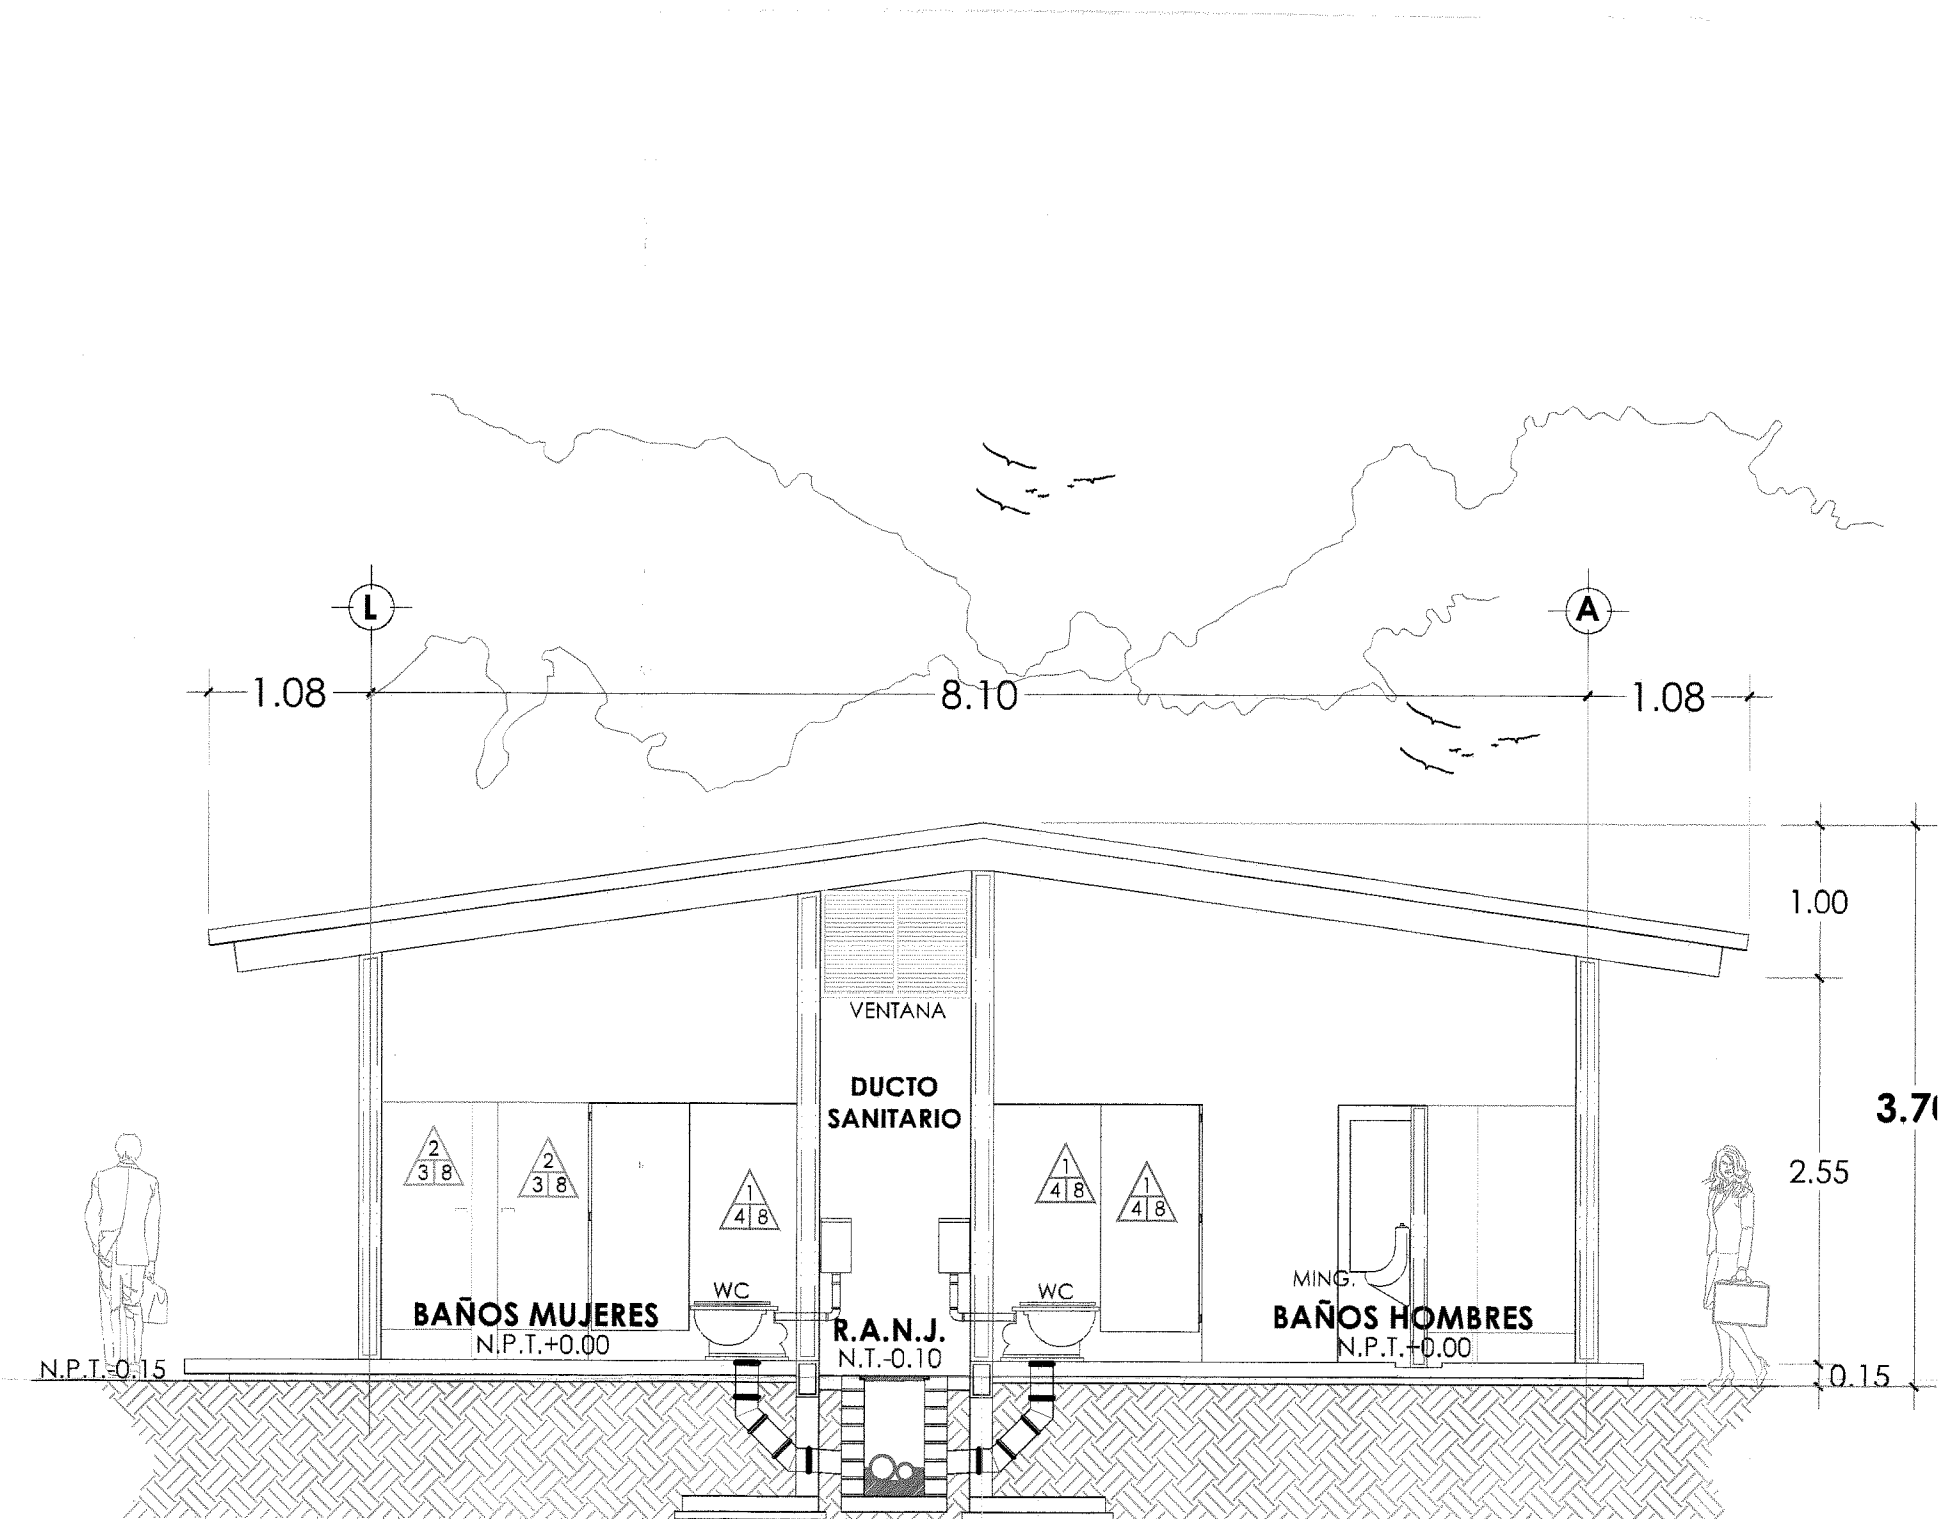 L
A
1.08
8.10
1.08
1.00
VENTANA
DUCTO
SANITARIO
3.70
2
3 8
2
3 8
1
4 8
1
4 8
1
4 8
2.55
WC
WC
MING.
BAÑOS MUJERES
N.P.T.+0.00
R.A.N.J.
N.T.-0.10
BAÑOS HOMBRES
N.P.T.+0.00
N.P.T.-0.15
0.15